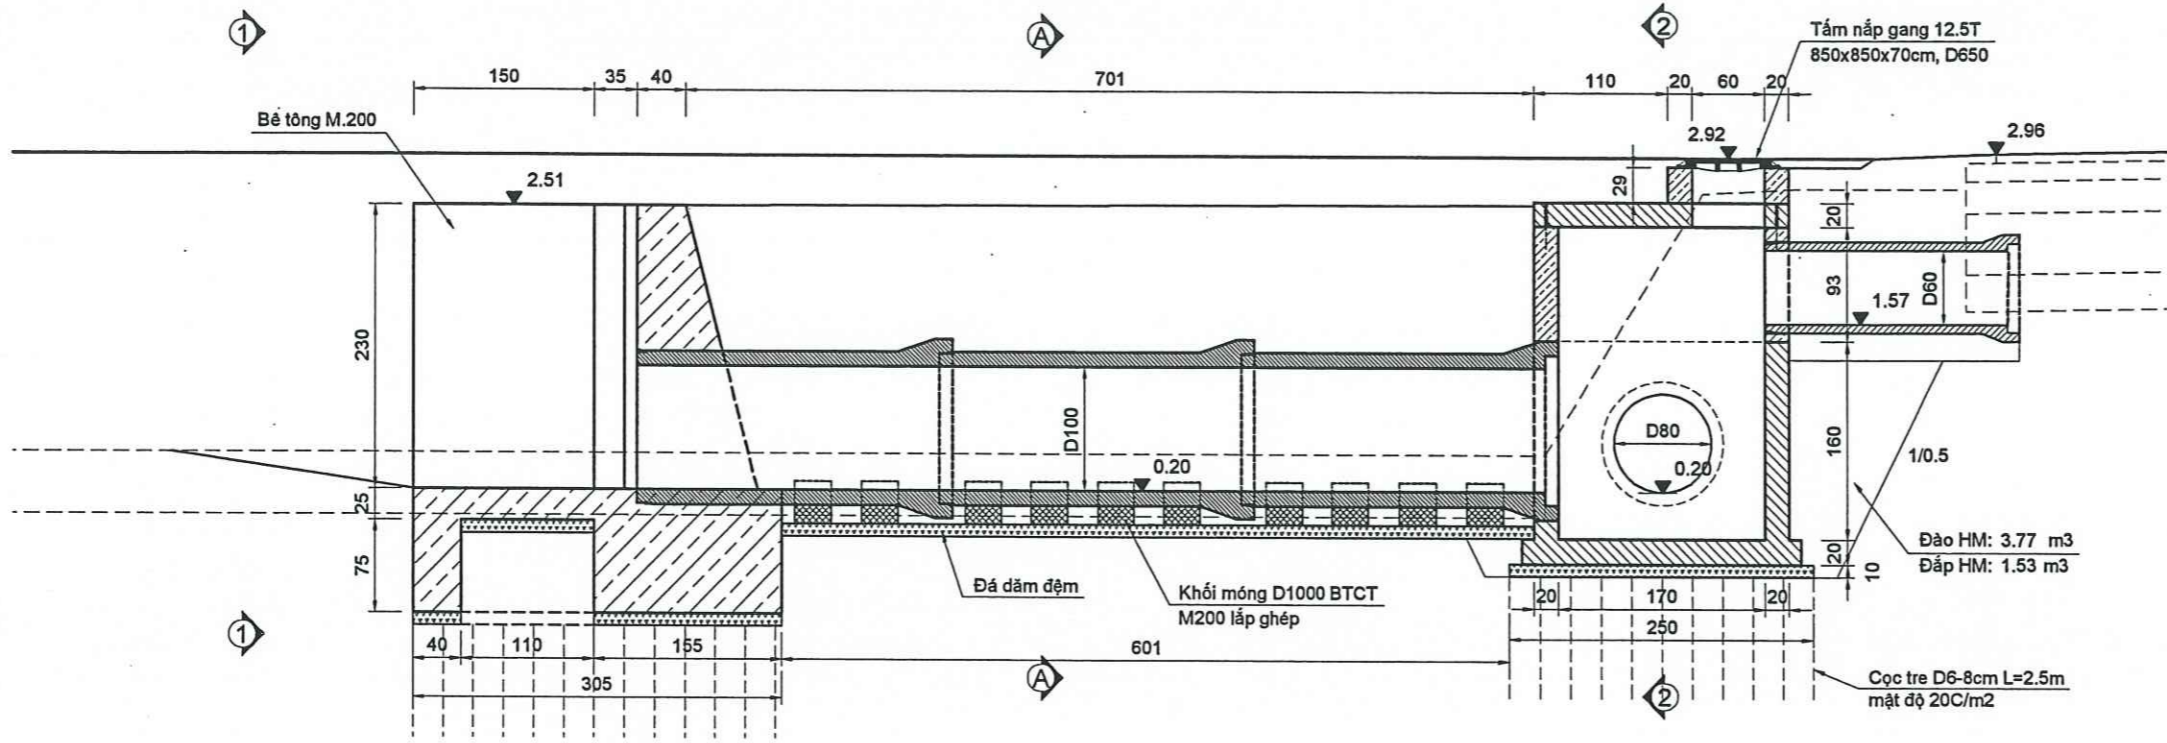 1
A
2
Tấm nắp gang 12.5T
850x850x70cm, D650
150
35
40
701
110
20
60
20
Bê tông M.200
2.92
2.96
2.51
29
20
93
D60
1.57
230
D100
D80
160
0.20
0.20
1/0.5
25
75
Đào HM: 3.77 m3
Đắp HM: 1.53 m3
20
10
Đá dăm đệm
Khối móng D1000 BTCT
M200 lắp ghép
20
170
20
40
110
155
601
250
305
1
A
2
Cọc tre D6-8cm L=2.5m
mật độ 20C/m2